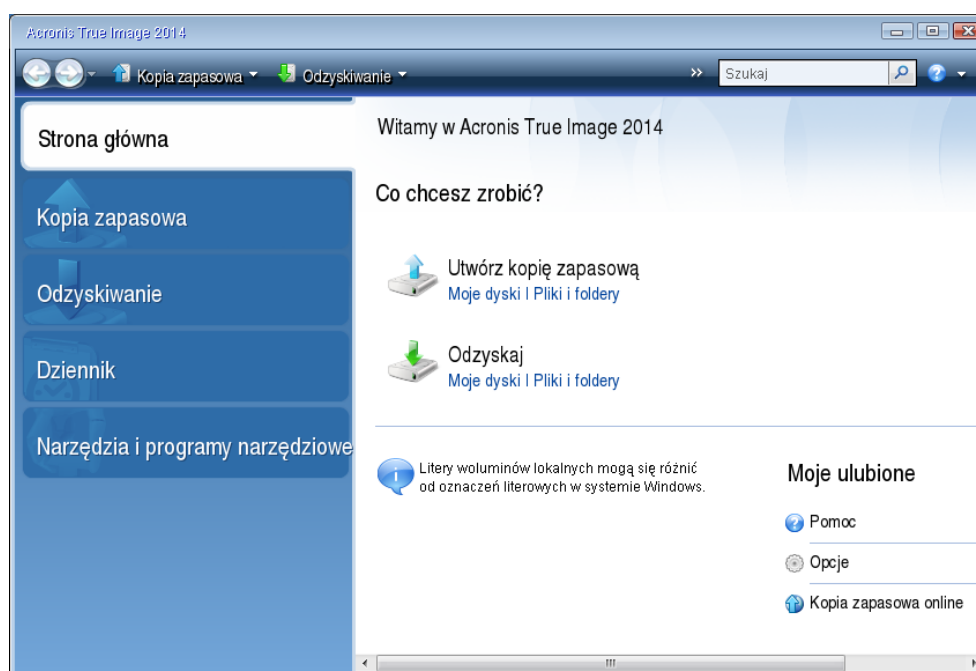 Acronis True Image 2014
Kopia zapasowa
Odzyskiwanie
Szukaj
Strona główna
Kopia zapasowa
Odzyskiwanie
Dziennik
Narzędzia i programy narzędziowe
Witamy w Acronis True Image 2014
Co chcesz zrobić?
Utwórz kopię zapasową
Moje dyski | Pliki i foldery
Odzyskaj
Moje dyski | Pliki i foldery
Litery woluminów lokalnych mogą się różnić
od oznaczeń literowych w systemie Windows.
Moje ulubione
Pomoc
Opcje
Kopia zapasowa online